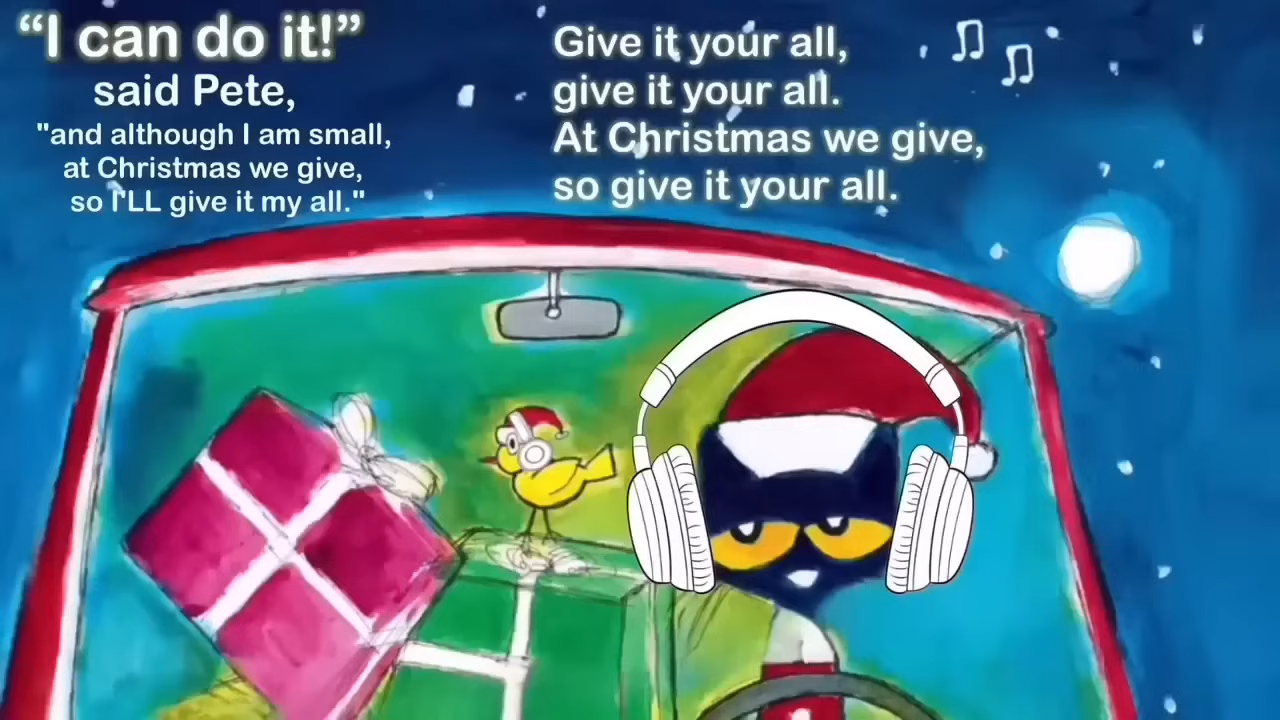 “I can do it!”
said Pete,
"and although I am small,
at Christmas we give,
so I'LL give it my all."
Give it your all,
give it your all.
At Christmas we give,
so give it your all.